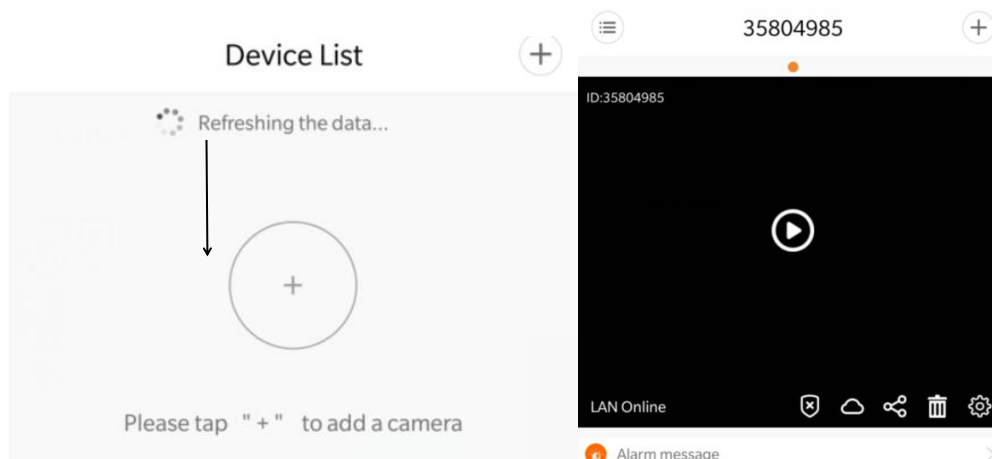 Device List
Refreshing the data...
Please tap "+" to add a camera
35804985
ID:35804985
LAN Online
Alarm message